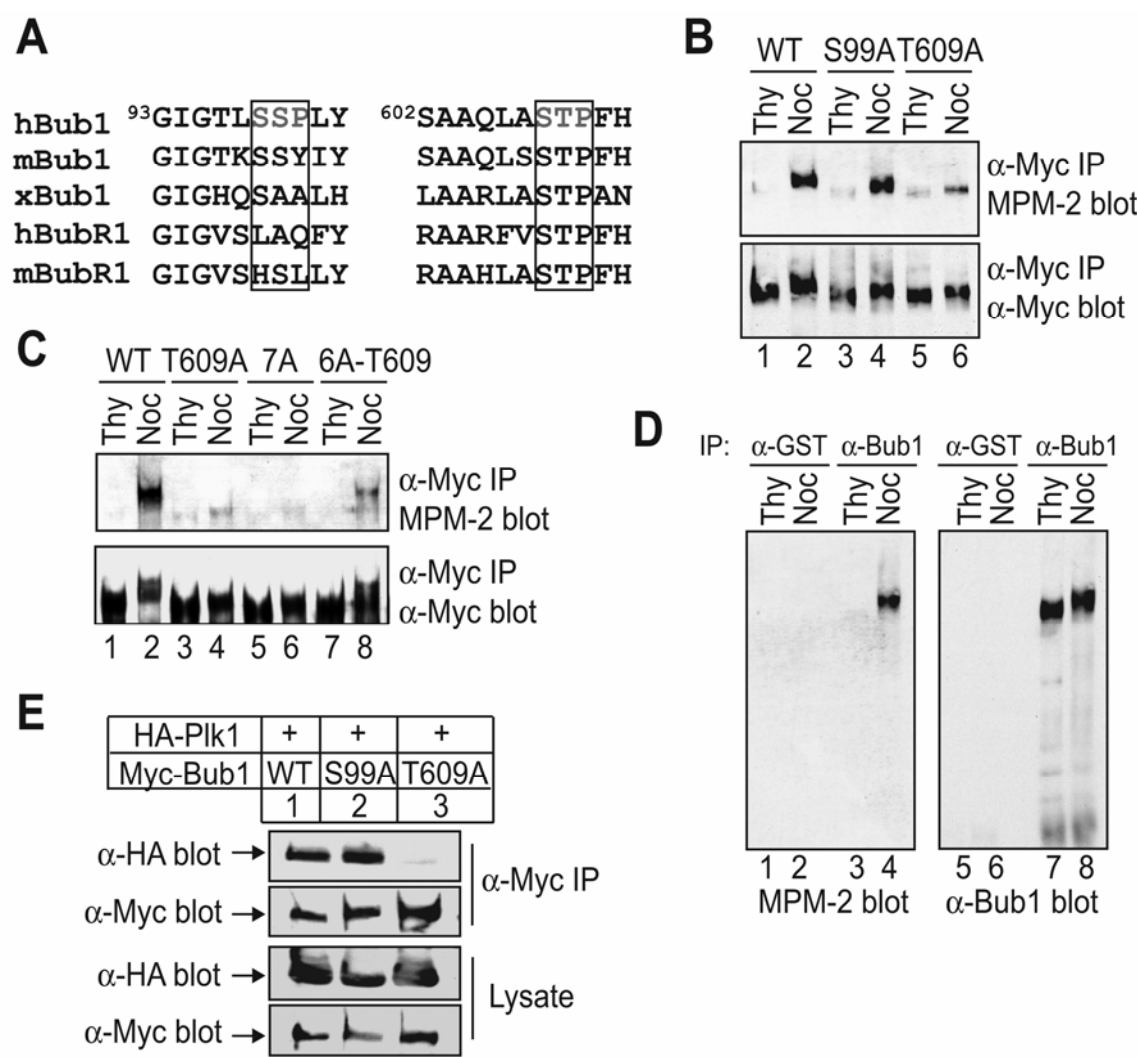 A
hBub1 93GIGTLSSPLY 602SAAQLASTPFH
mBub1 GIGTKSSYIY SAAQLSSTPFH
xBub1 GIGHQSAALH LAARLASTPAN
hBubR1 GIGVSLAQFY RAARFVSTPFH
mBubR1 GIGVSHSLLY RAAHLASTPFH
B
WT S99A T609A
Thy Noc Thy Noc Thy Noc
α-Myc IP
MPM-2 blot
α-Myc IP
α-Myc blot
1 2 3 4 5 6
C
WT T609A 7A 6A-T609
Thy Noc Thy Noc Thy Noc Thy Noc
α-Myc IP
MPM-2 blot
α-Myc IP
α-Myc blot
1 2 3 4 5 6 7 8
D
IP: α-GST α-Bub1 α-GST α-Bub1
Thy Noc Thy Noc Thy Noc Thy Noc
1 2 3 4 5 6 7 8
MPM-2 blot α-Bub1 blot
E
HA-Plk1 + + +
Myc-Bub1 WT S99A T609A
1 2 3
α-HA blot
α-Myc blot
α-Myc IP
α-HA blot
α-Myc blot
Lysate